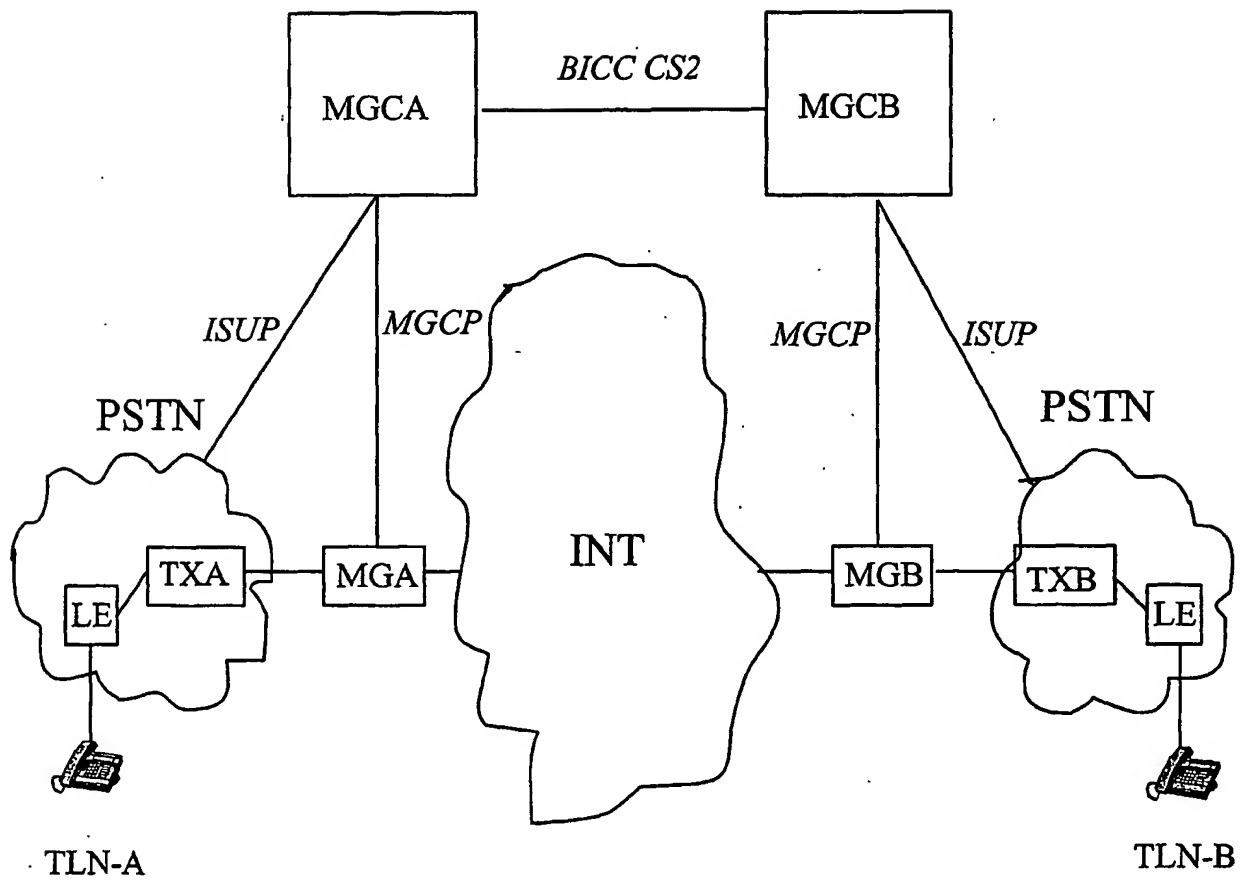 BICC CS2
MGCA
MGCB
ISUP
MGCP
MGCP
ISUP
PSTN
PSTN
INT
TXA
MGA
MGB
TXB
LE
LE
TLN-A
TLN-B